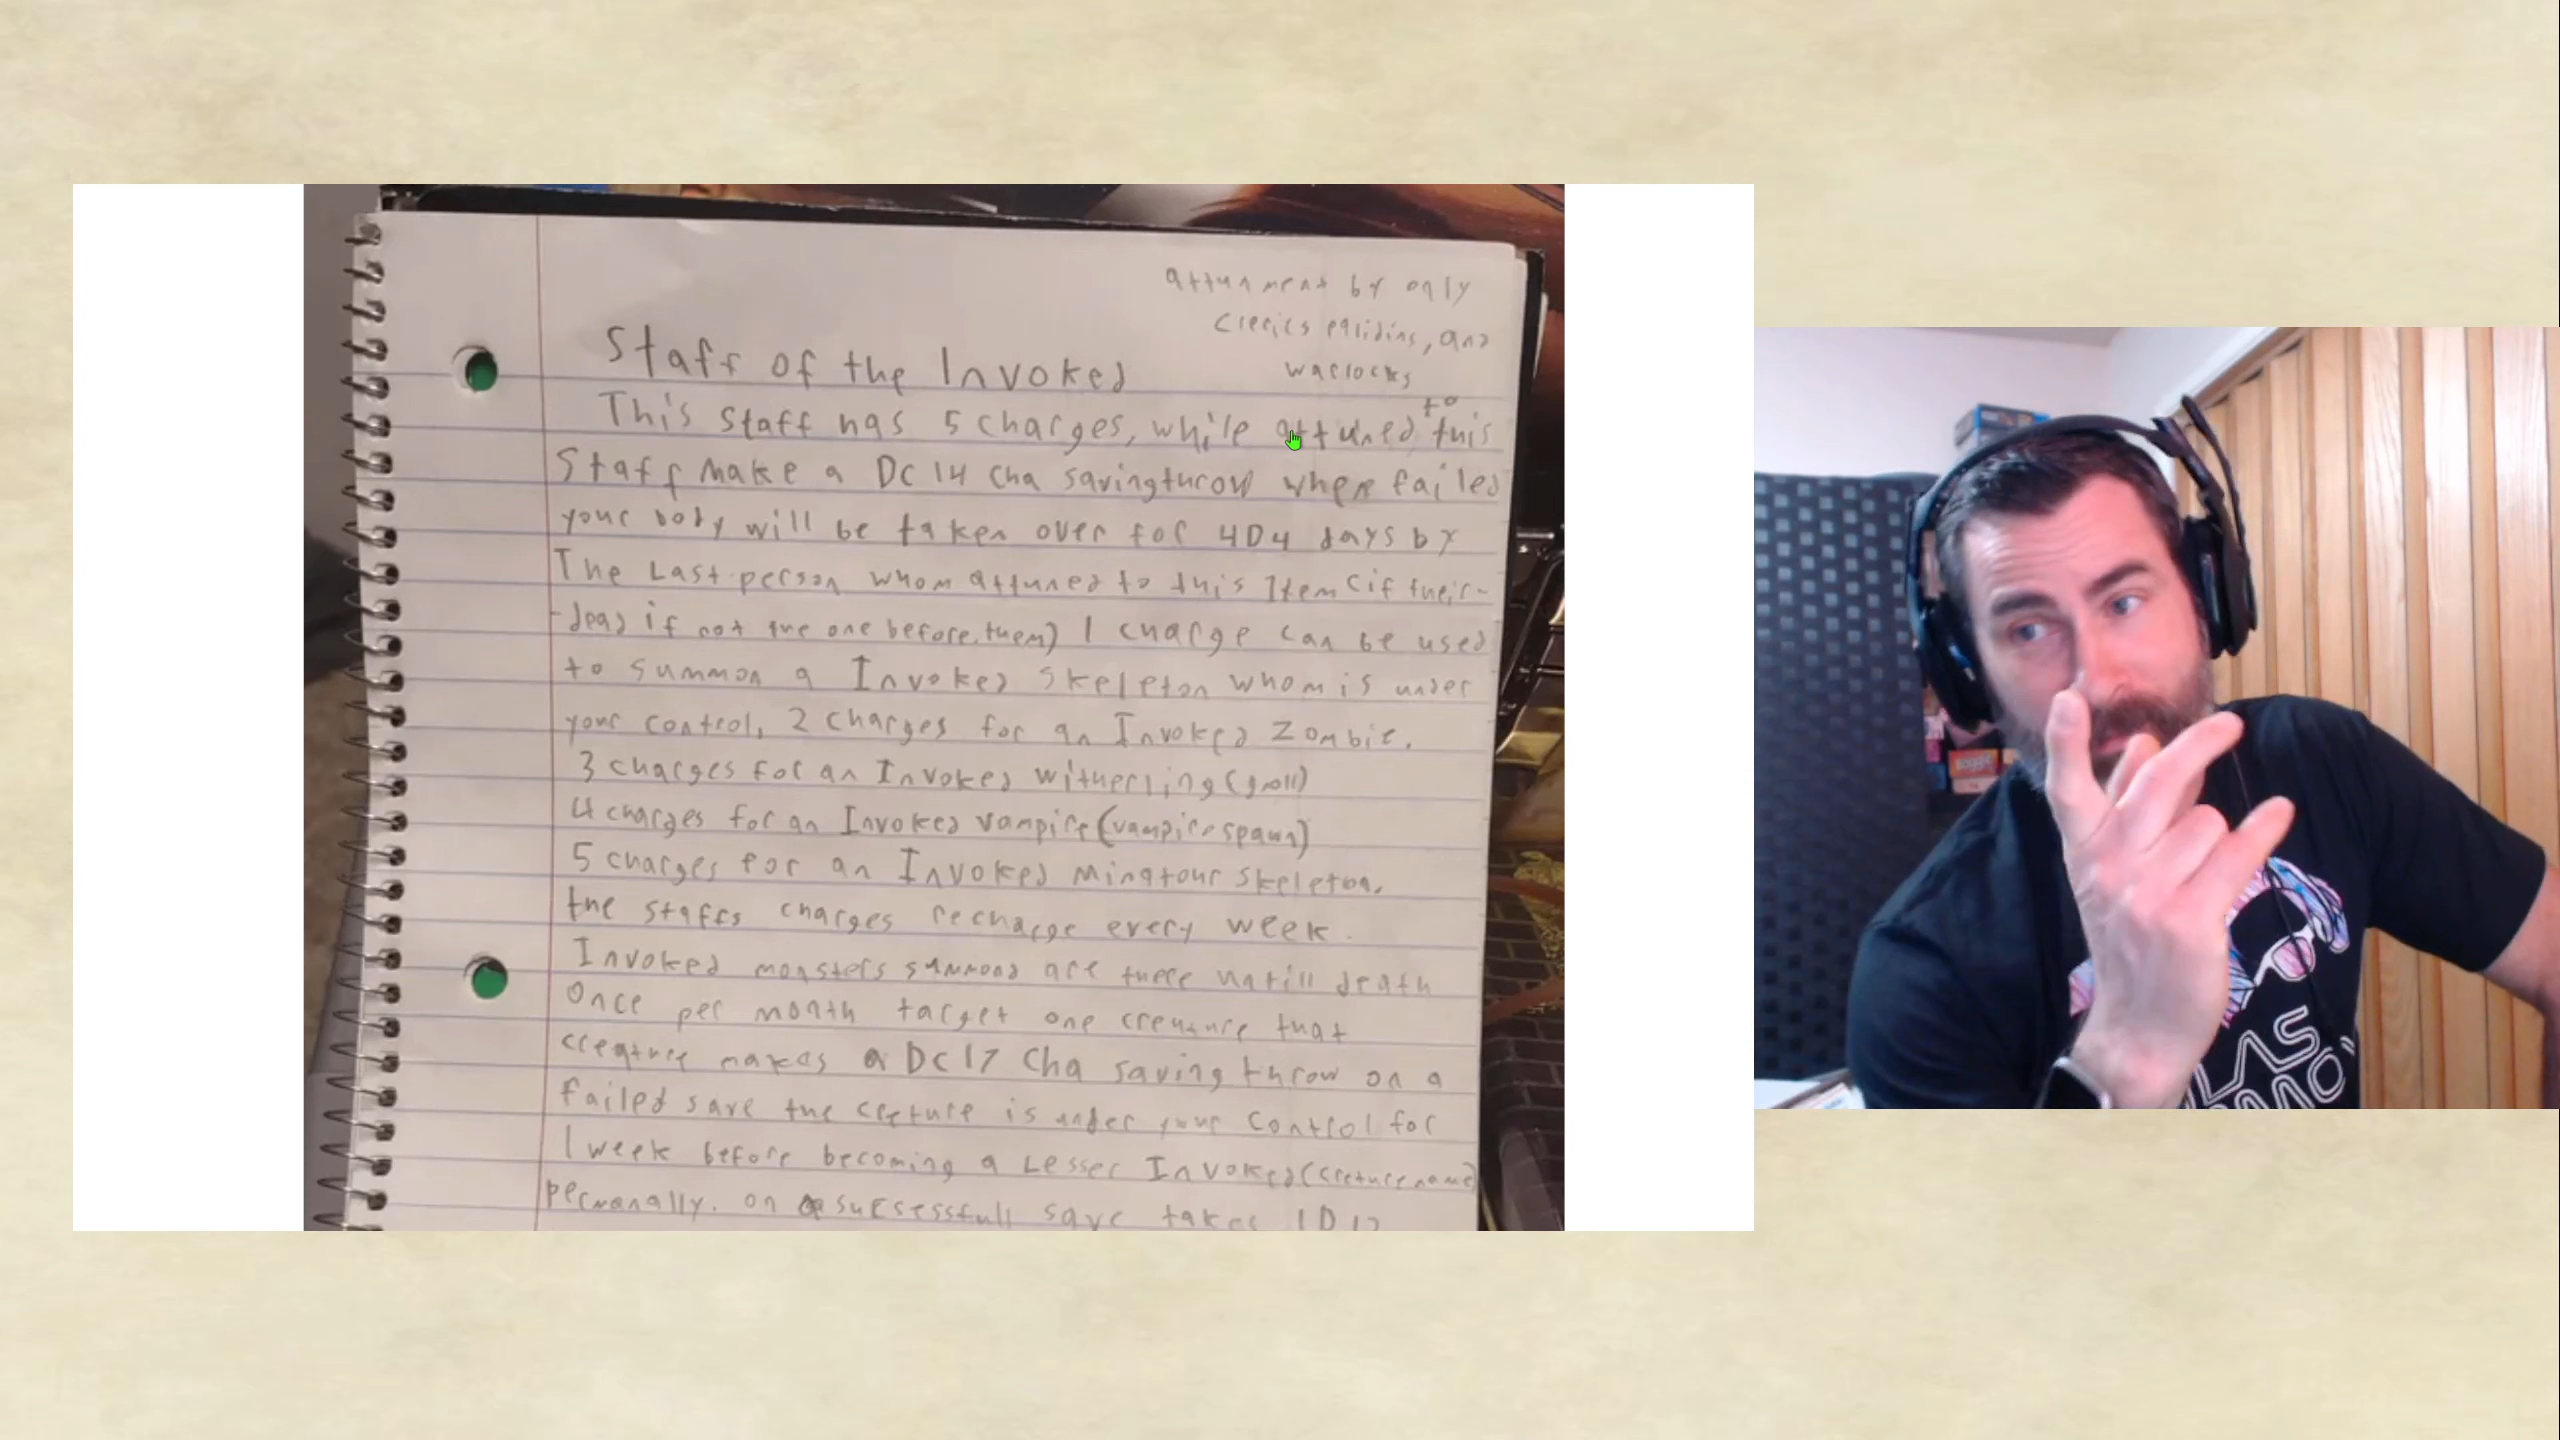 attunment by only
Clerics palidins, and
warlocks
Staff of the Invoked
This staff has 5 charges, while attuned to this
Staff make a DC 14 Cha savingthrow when failed
your body will be taken over for 4D4 days by
The Last person whom attuned to this Item (if their-
-dead if not the one before them) 1 charge can be used
to summon a Invoked skeleton whom is under
your control, 2 charges for an Invoked Zombie.
3 charges for an Invoked witherling (gnoll)
4 charges for an Invoked vampire (vampire spawn)
5 charges for an Invoked minatour skeleton.
the staffs charges recharge every week.
Invoked monsters summond are there untill death
Once per month target one creature that
creature makes a DC 17 Cha saving throw on a
failed save the creture is under your control for
1 week before becoming a Lesser Invoked (creture name)
permanally. on a sucsessfull save takes 1D12
LAS